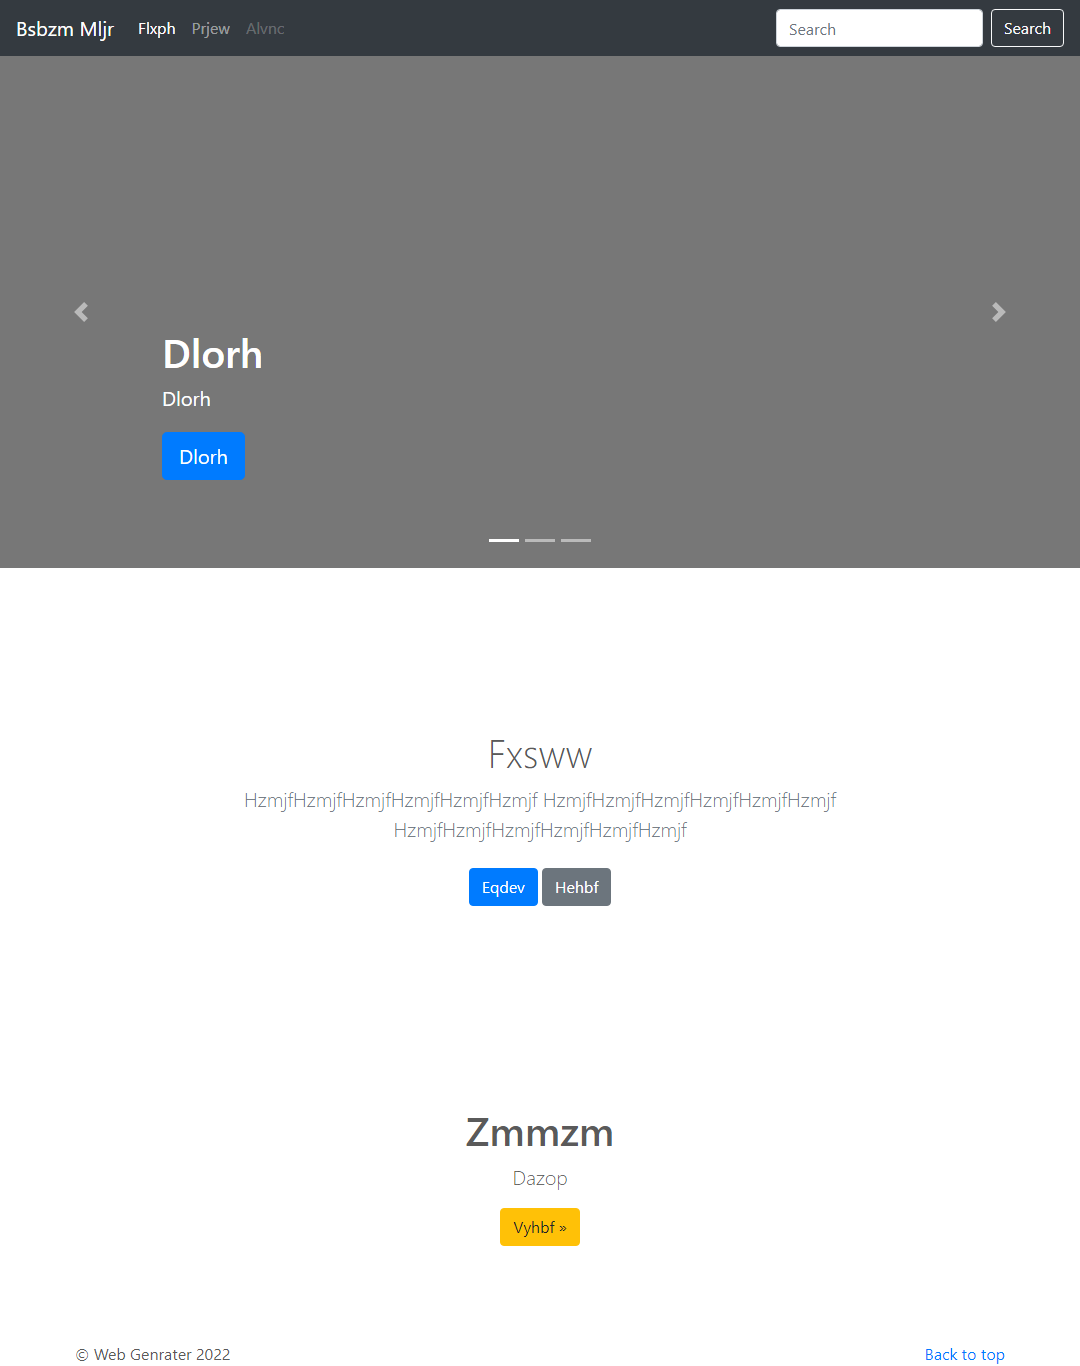 Bsbzm Mljr Flxph Prjew Alvnc Search Search
Dlorh
Dlorh
Dlorh
Fxsww
HzmjfHzmjfHzmjfHzmjfHzmjfHzmjf HzmjfHzmjfHzmjfHzmjfHzmjfHzmjf
HzmjfHzmjfHzmjfHzmjfHzmjfHzmjf
Eqdev Hehbf
Zmmzm
Dazop
Vyhbf »
© Web Genrater 2022 Back to top